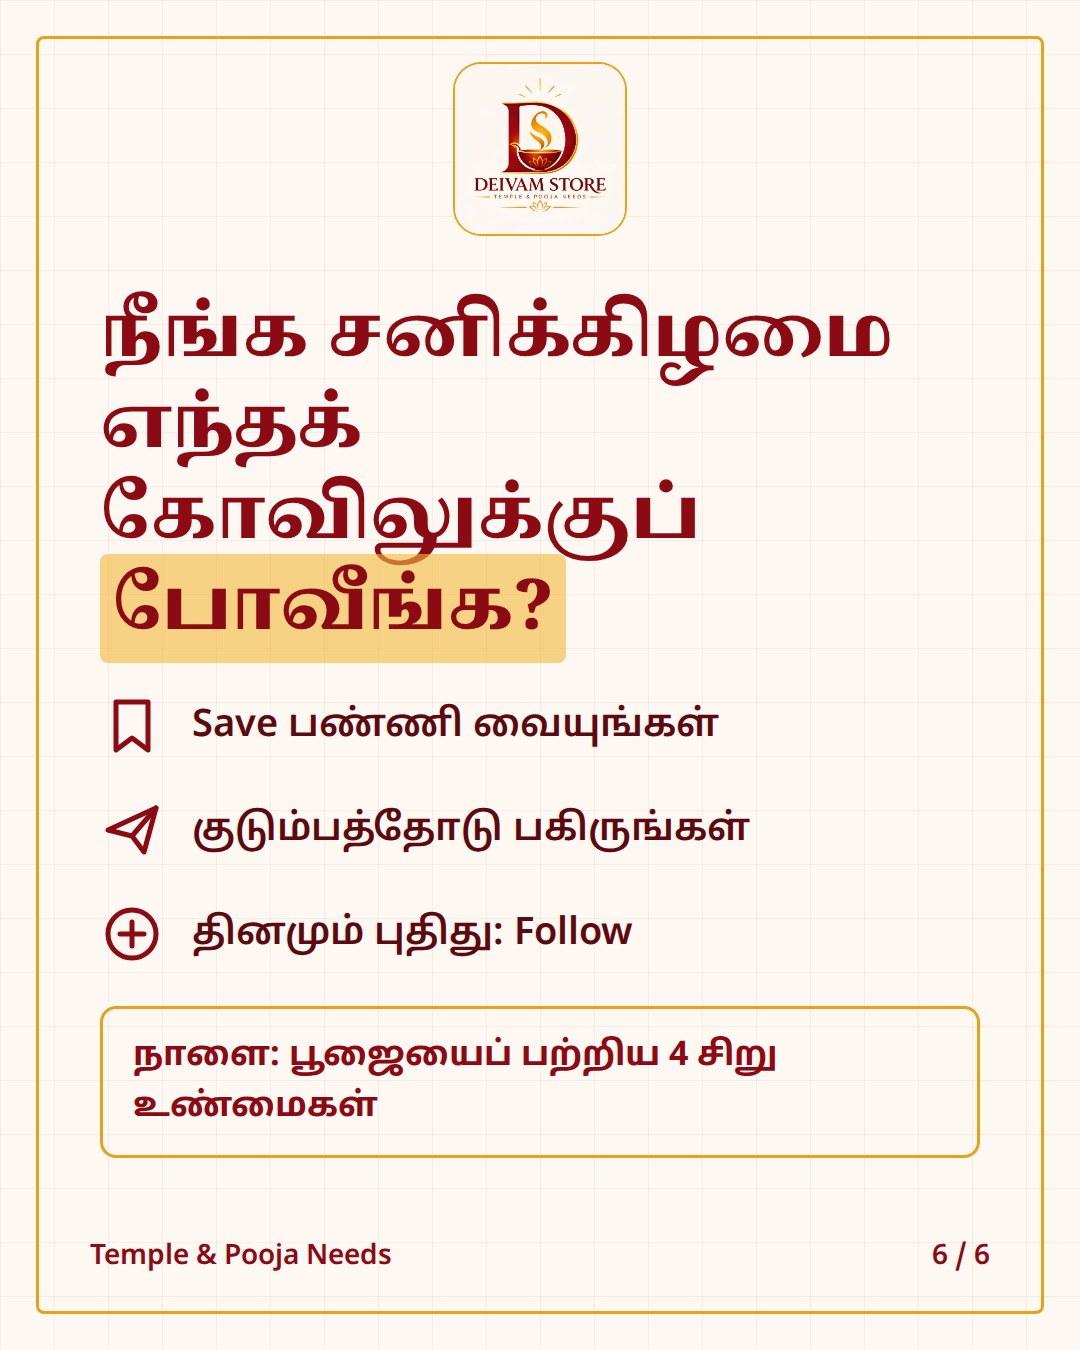 DEIVAM STORE
TEMPLE & POOJA NEEDS
நீங்க சனிக்கிழமை
எந்தக்
கோவிலுக்குப்
போவீங்க?
Save பண்ணி வையுங்கள்
குடும்பத்தோடு பகிருங்கள்
தினமும் புதிது: Follow
நாளை: பூஜையைப் பற்றிய 4 சிறு
உண்மைகள்
Temple & Pooja Needs
6 / 6